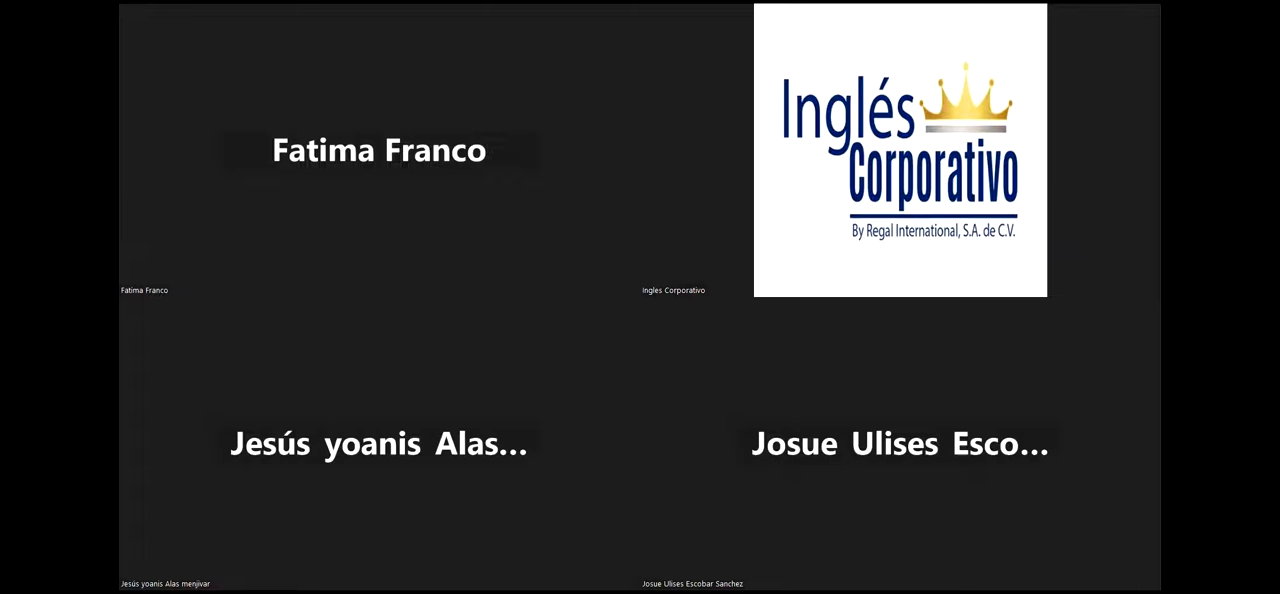 Fatima Franco
Fatima Franco
Inglés
Corporativo
By Regal International, S.A. de C.V.
Ingles Corporativo
Jesús yoanis Alas...
Jesús yoanis Alas menjivar
Josue Ulises Esco...
Josue Ulises Escobar Sanchez